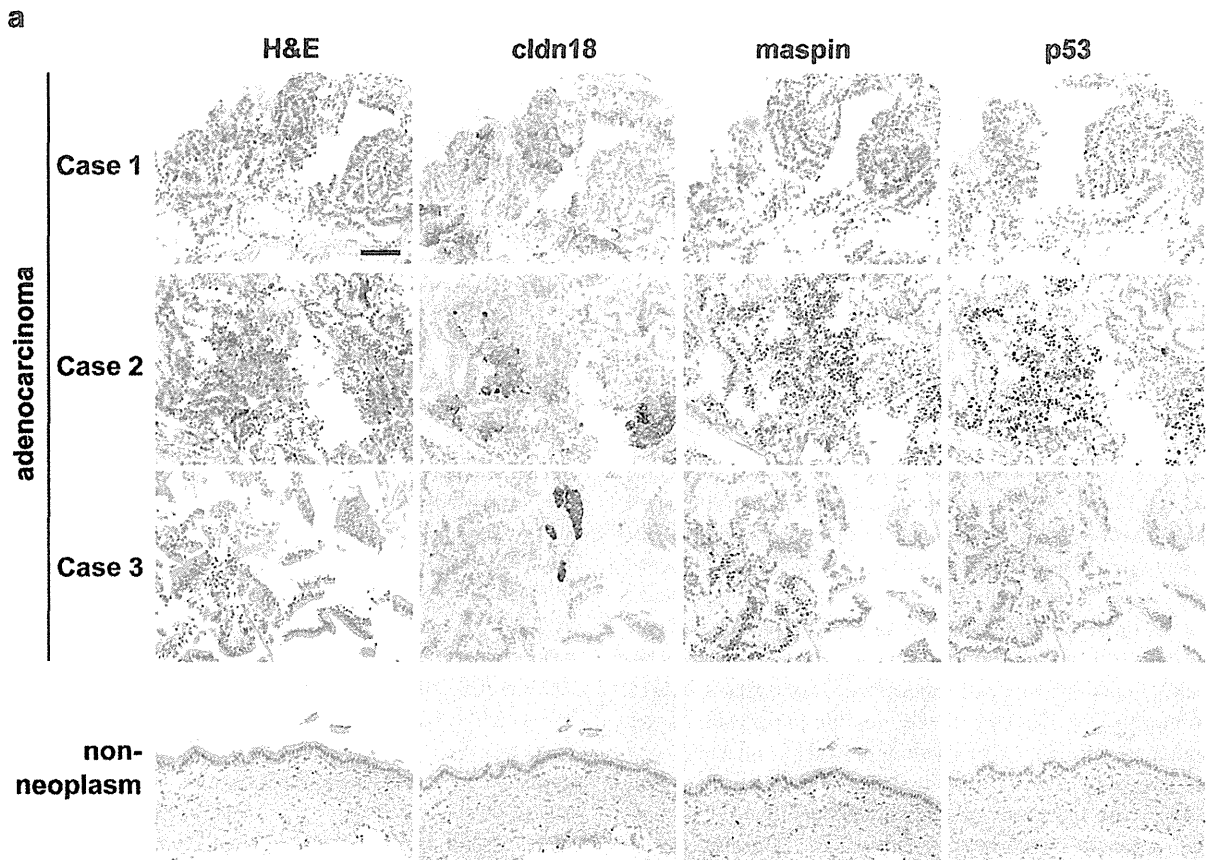 a
H&E cldn18 maspin p53
adenocarcinoma
Case 1
Case 2
Case 3
non-
neoplasm